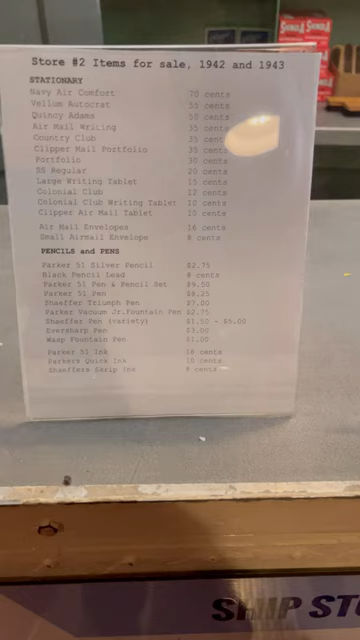 Store #2 Items for sale, 1942 and 1943
STATIONARY
Navy Air Comfort 70 cents
Vellum Autocrat 55 cents
Quincy Adams 50 cents
Air Mail Writing 35 cents
Country Club 35 cents
Clipper Mail Portfolio 35 cents
Portfolio 30 cents
SS Regular 20 cents
Large Writing Tablet 15 cents
Colonial Club 12 cents
Colonial Club Writing Tablet 10 cents
Clipper Air Mail Tablet 10 cents
Air Mail Envelopes 16 cents
Small Airmail Envelope 8 cents
PENCILS and PENS
Parker 51 Silver Pencil $2.75
Black Pencil Lead 8 cents
Parker 51 Pen & Pencil Set $9.50
Parker 51 Pen $8.25
Shaeffer Triumph Pen $7.00
Parker Vacuum Jr. Fountain Pen $2.75
Shaeffer Pen (variety) $1.50 - $5.00
Eversharp Pen $3.00
Wasp Fountain Pen $1.00
Parker 51 Ink 18 cents
Parkers Quick Ink 10 cents
Shaeffers Skrip Ink 8 cents
SHIP STO